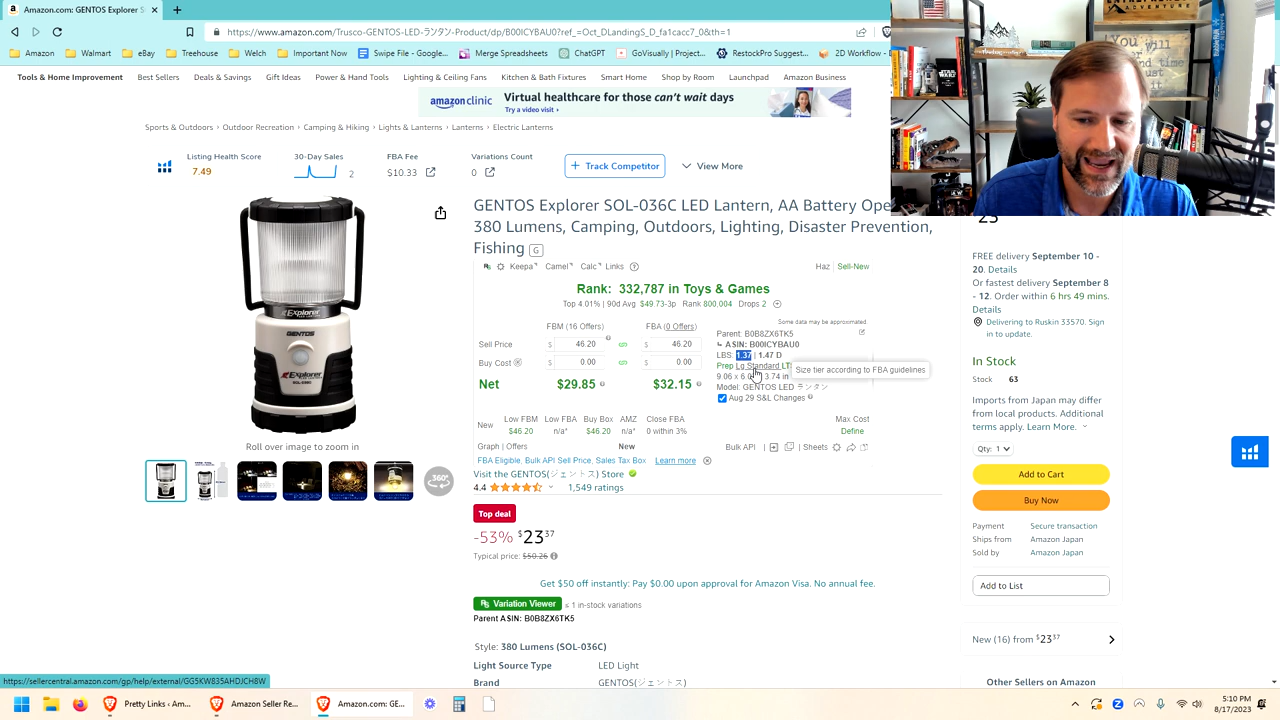 Amazon.com: GENTOS Explorer S
https://www.amazon.com/Trusco-GENTOS-LED-ランタン-Product/dp/B00ICYBAU0?ref_=Oct_DLandingS_D_fa1cacc7_0&th=1
Amazon Walmart eBay Treehouse Welch Important Now Merge Spreadsheets ChatGPT GoVisually | Project RestockPro 2D Workflow
Tools & Home Improvement Best Sellers Deals & Savings Gift Ideas Power & Hand Tools Lighting & Ceiling Fans Kitchen & Bath Fixtures Smart Home Shop by Room Launchpad Amazon Business
amazon clinic Virtual healthcare for those can't wait days
Try a video visit ›
Sports & Outdoors › Outdoor Recreation › Camping & Hiking › Lights & Lanterns › Lanterns › Electric Lanterns
Listing Health Score 30-Day Sales FBA Fee Variations Count
7.49 2 $10.33 0
+ Track Competitor View More
GENTOS Explorer SOL-036C LED Lantern, AA Battery Ope
380 Lumens, Camping, Outdoors, Lighting, Disaster Prevention,
Fishing G
Keepa Camel Calc Links Haz Sell-New
Rank: 332,787 in Toys & Games
Top 4.01% | 90d Avg $49.73-3p Rank 800,004 Drops 2
Some data may be approximated
FBM (16 Offers) FBA (0 Offers)
Parent: B0B8ZX6TK5
ASIN: B00ICYBAU0
Sell Price $ 46.20 $ 46.20
LBS: 1.37 | 1.47 D
Buy Cost $ 0.00 $ 0.00
Prep Lg Standard LT
Size tier according to FBA guidelines
3.74 in
Net $29.85 $32.15
Model: GENTOS LED ランタン
Aug 29 S&L Changes
Low FBM Low FBA Buy Box AMZ Close FBA Max Cost
New $46.20 n/a $46.20 n/a 0 within 3% Define
Graph | Offers New Bulk API Sheets
FBA Eligible, Bulk API Sell Price, Sales Tax Box Learn more
Roll over image to zoom in
360°
Visit the GENTOS(ジェントス) Store
4.4 1,549 ratings
Top deal
-53% $23 37
Typical price: $50.26
Get $50 off instantly: Pay $0.00 upon approval for Amazon Visa. No annual fee.
Variation Viewer ≤ 1 in-stock variations
Parent ASIN: B0B8ZX6TK5
Style: 380 Lumens (SOL-036C)
Light Source Type LED Light
Brand GENTOS(ジェントス)
23
FREE delivery September 10 -
20. Details
Or fastest delivery September 8
- 12. Order within 6 hrs 49 mins.
Details
Delivering to Ruskin 33570. Sign
in to update.
In Stock
Stock 63
Imports from Japan may differ
from local products. Additional
terms apply. Learn More.
Qty: 1
Add to Cart
Buy Now
Payment Secure transaction
Ships from Amazon Japan
Sold by Amazon Japan
Add to List
New (16) from $23 37
Other Sellers on Amazon
https://sellercentral.amazon.com/gp/help/external/GG5KW835AHDJCH8W
Pretty Links ‹ Am... Amazon Seller Re... Amazon.com: GE...
5:10 PM
8/17/2023
Explorer
GENTOS
STAR
WARS